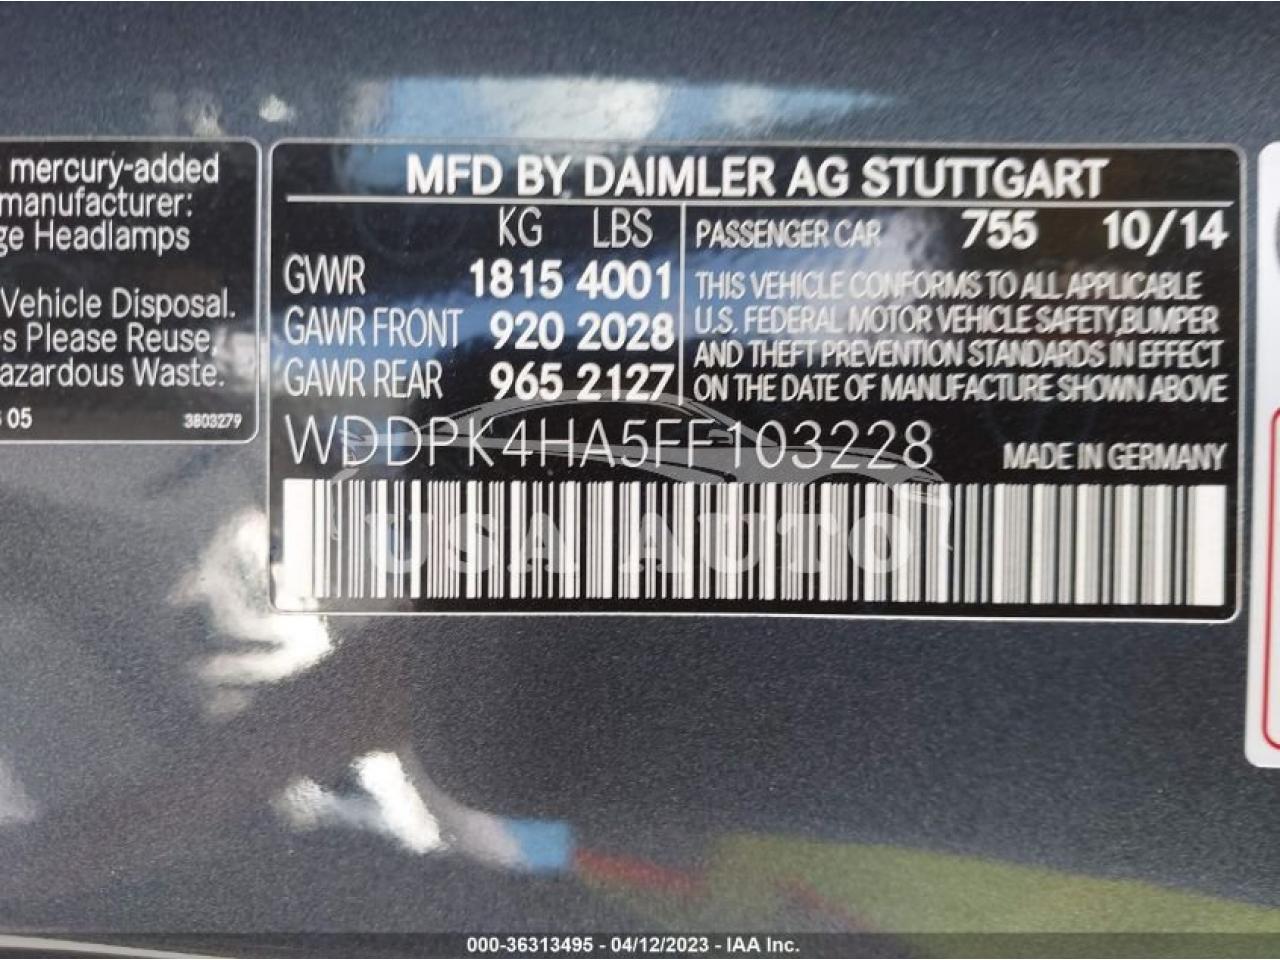 mercury-added
manufacturer:
ge Headlamps
Vehicle Disposal.
s Please Reuse,
azardous Waste.
05
3803279
MFD BY DAIMLER AG STUTTGART
KG LBS
GVWR 1815 4001
GAWR FRONT 920 2028
GAWR REAR 965 2127
PASSENGER CAR 755 10/14
THIS VEHICLE CONFORMS TO ALL APPLICABLE
U.S. FEDERAL MOTOR VEHICLE SAFETY,BUMPER
AND THEFT PREVENTION STANDARDS IN EFFECT
ON THE DATE OF MANUFACTURE SHOWN ABOVE
WDDPK4HA5FF103228
MADE IN GERMANY
USA AUTO
000-36313495 - 04/12/2023 - IAA Inc.